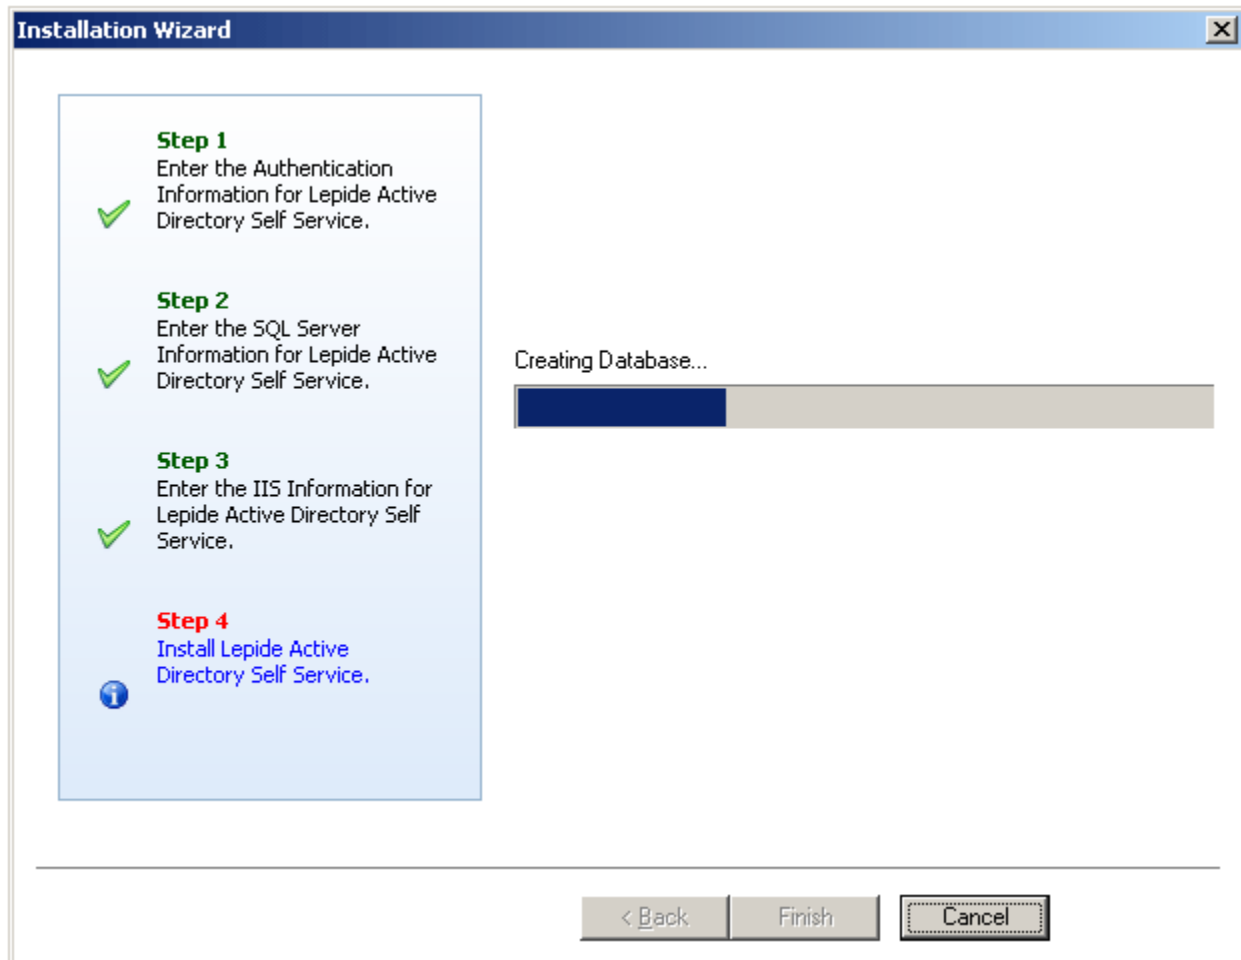 Installation Wizard
Step 1
Enter the Authentication
Information for Lepide Active
Directory Self Service.
Step 2
Enter the SQL Server
Information for Lepide Active
Directory Self Service.
Creating Database...
Step 3
Enter the IIS Information for
Lepide Active Directory Self
Service.
Step 4
Install Lepide Active
Directory Self Service.
< Back
Finish
Cancel